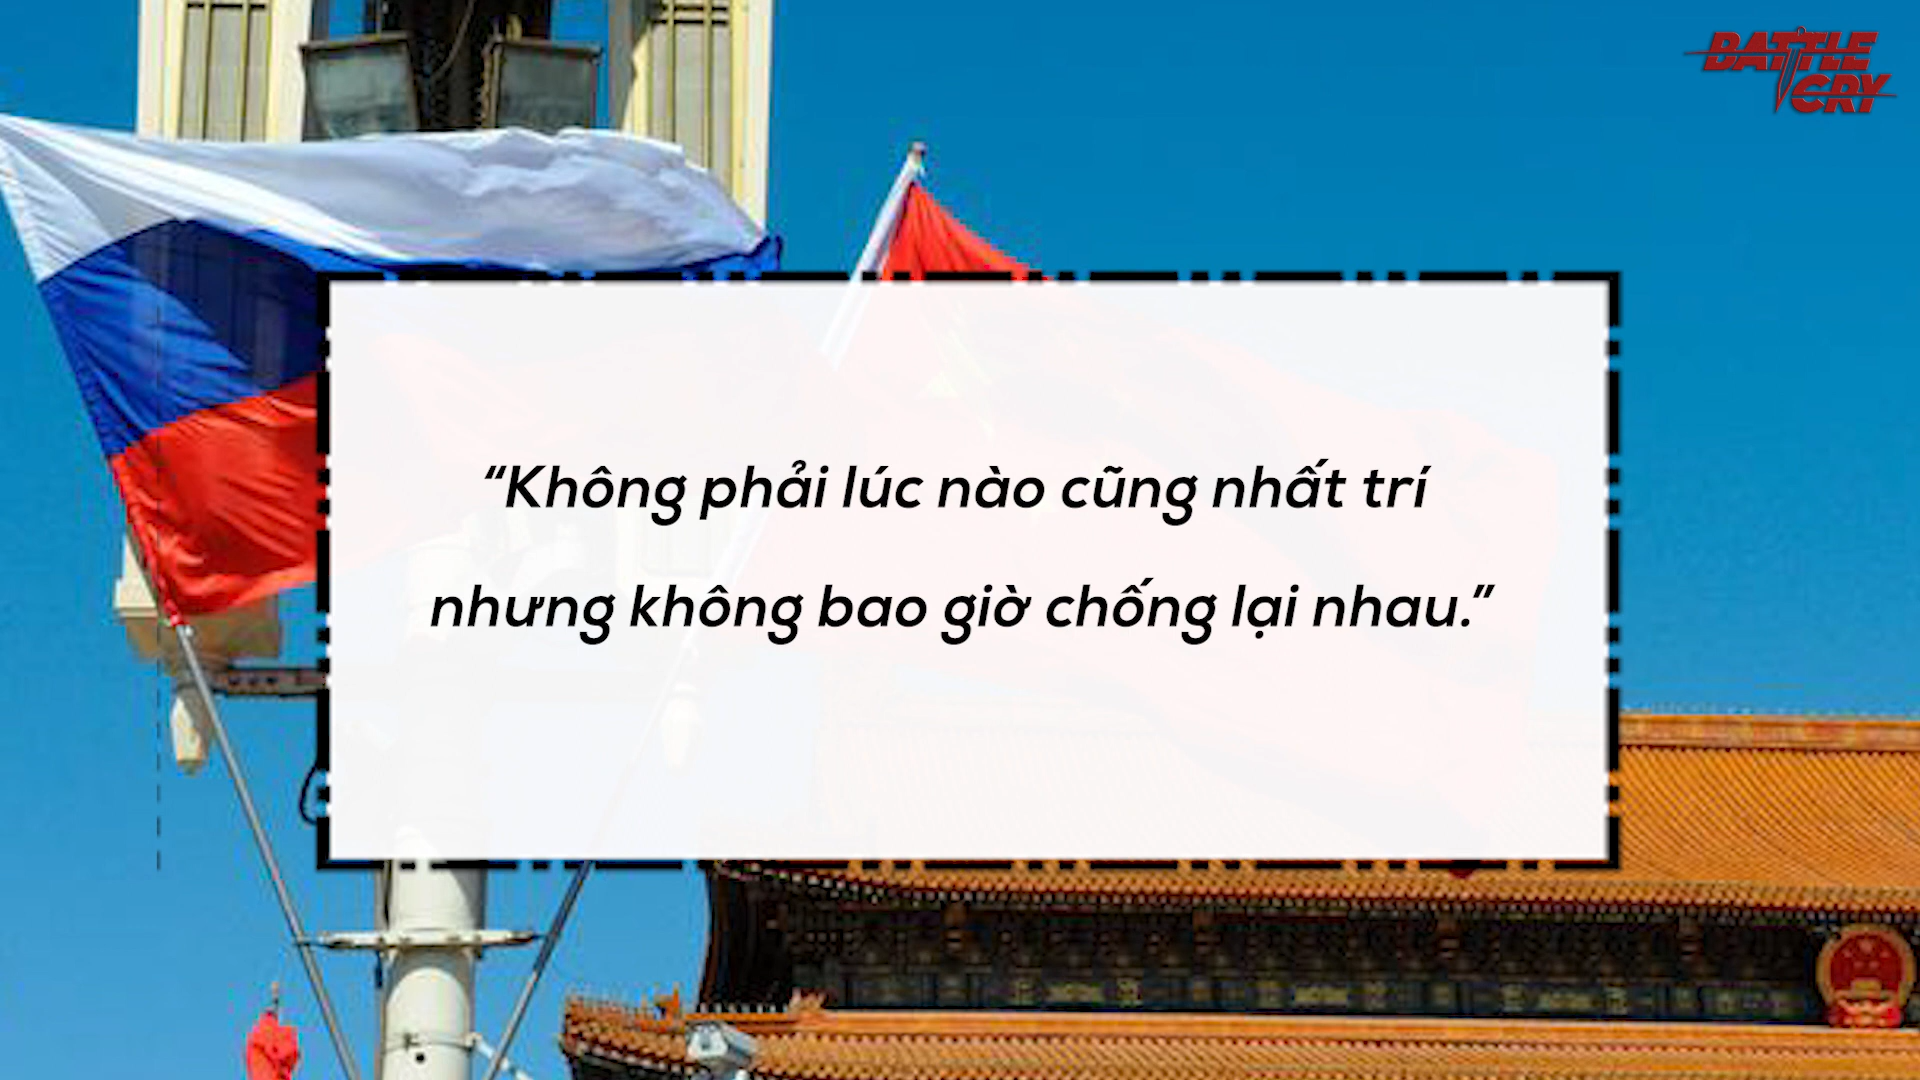 BATTLE
CRY
“Không phải lúc nào cũng nhất trí
nhưng không bao giờ chống lại nhau.”